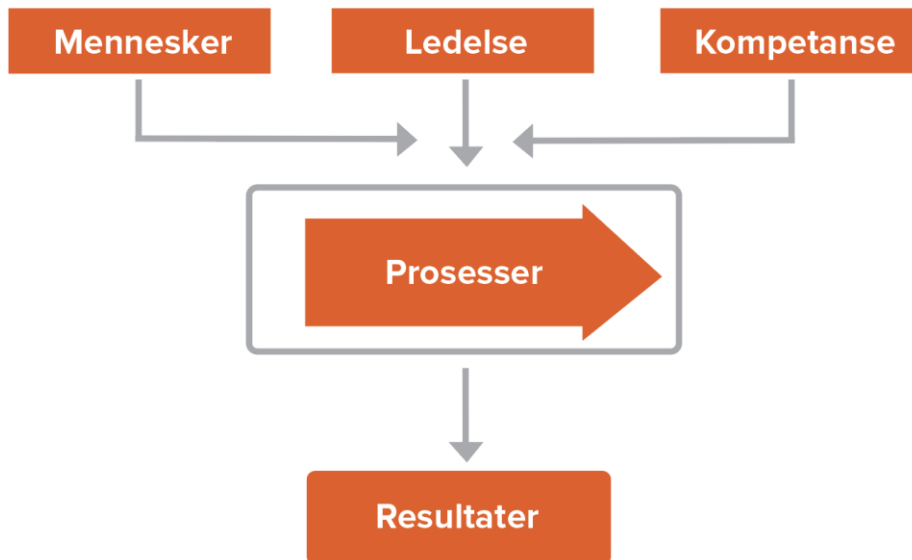 Mennesker
Ledelse
Kompetanse
Prosesser
Resultater